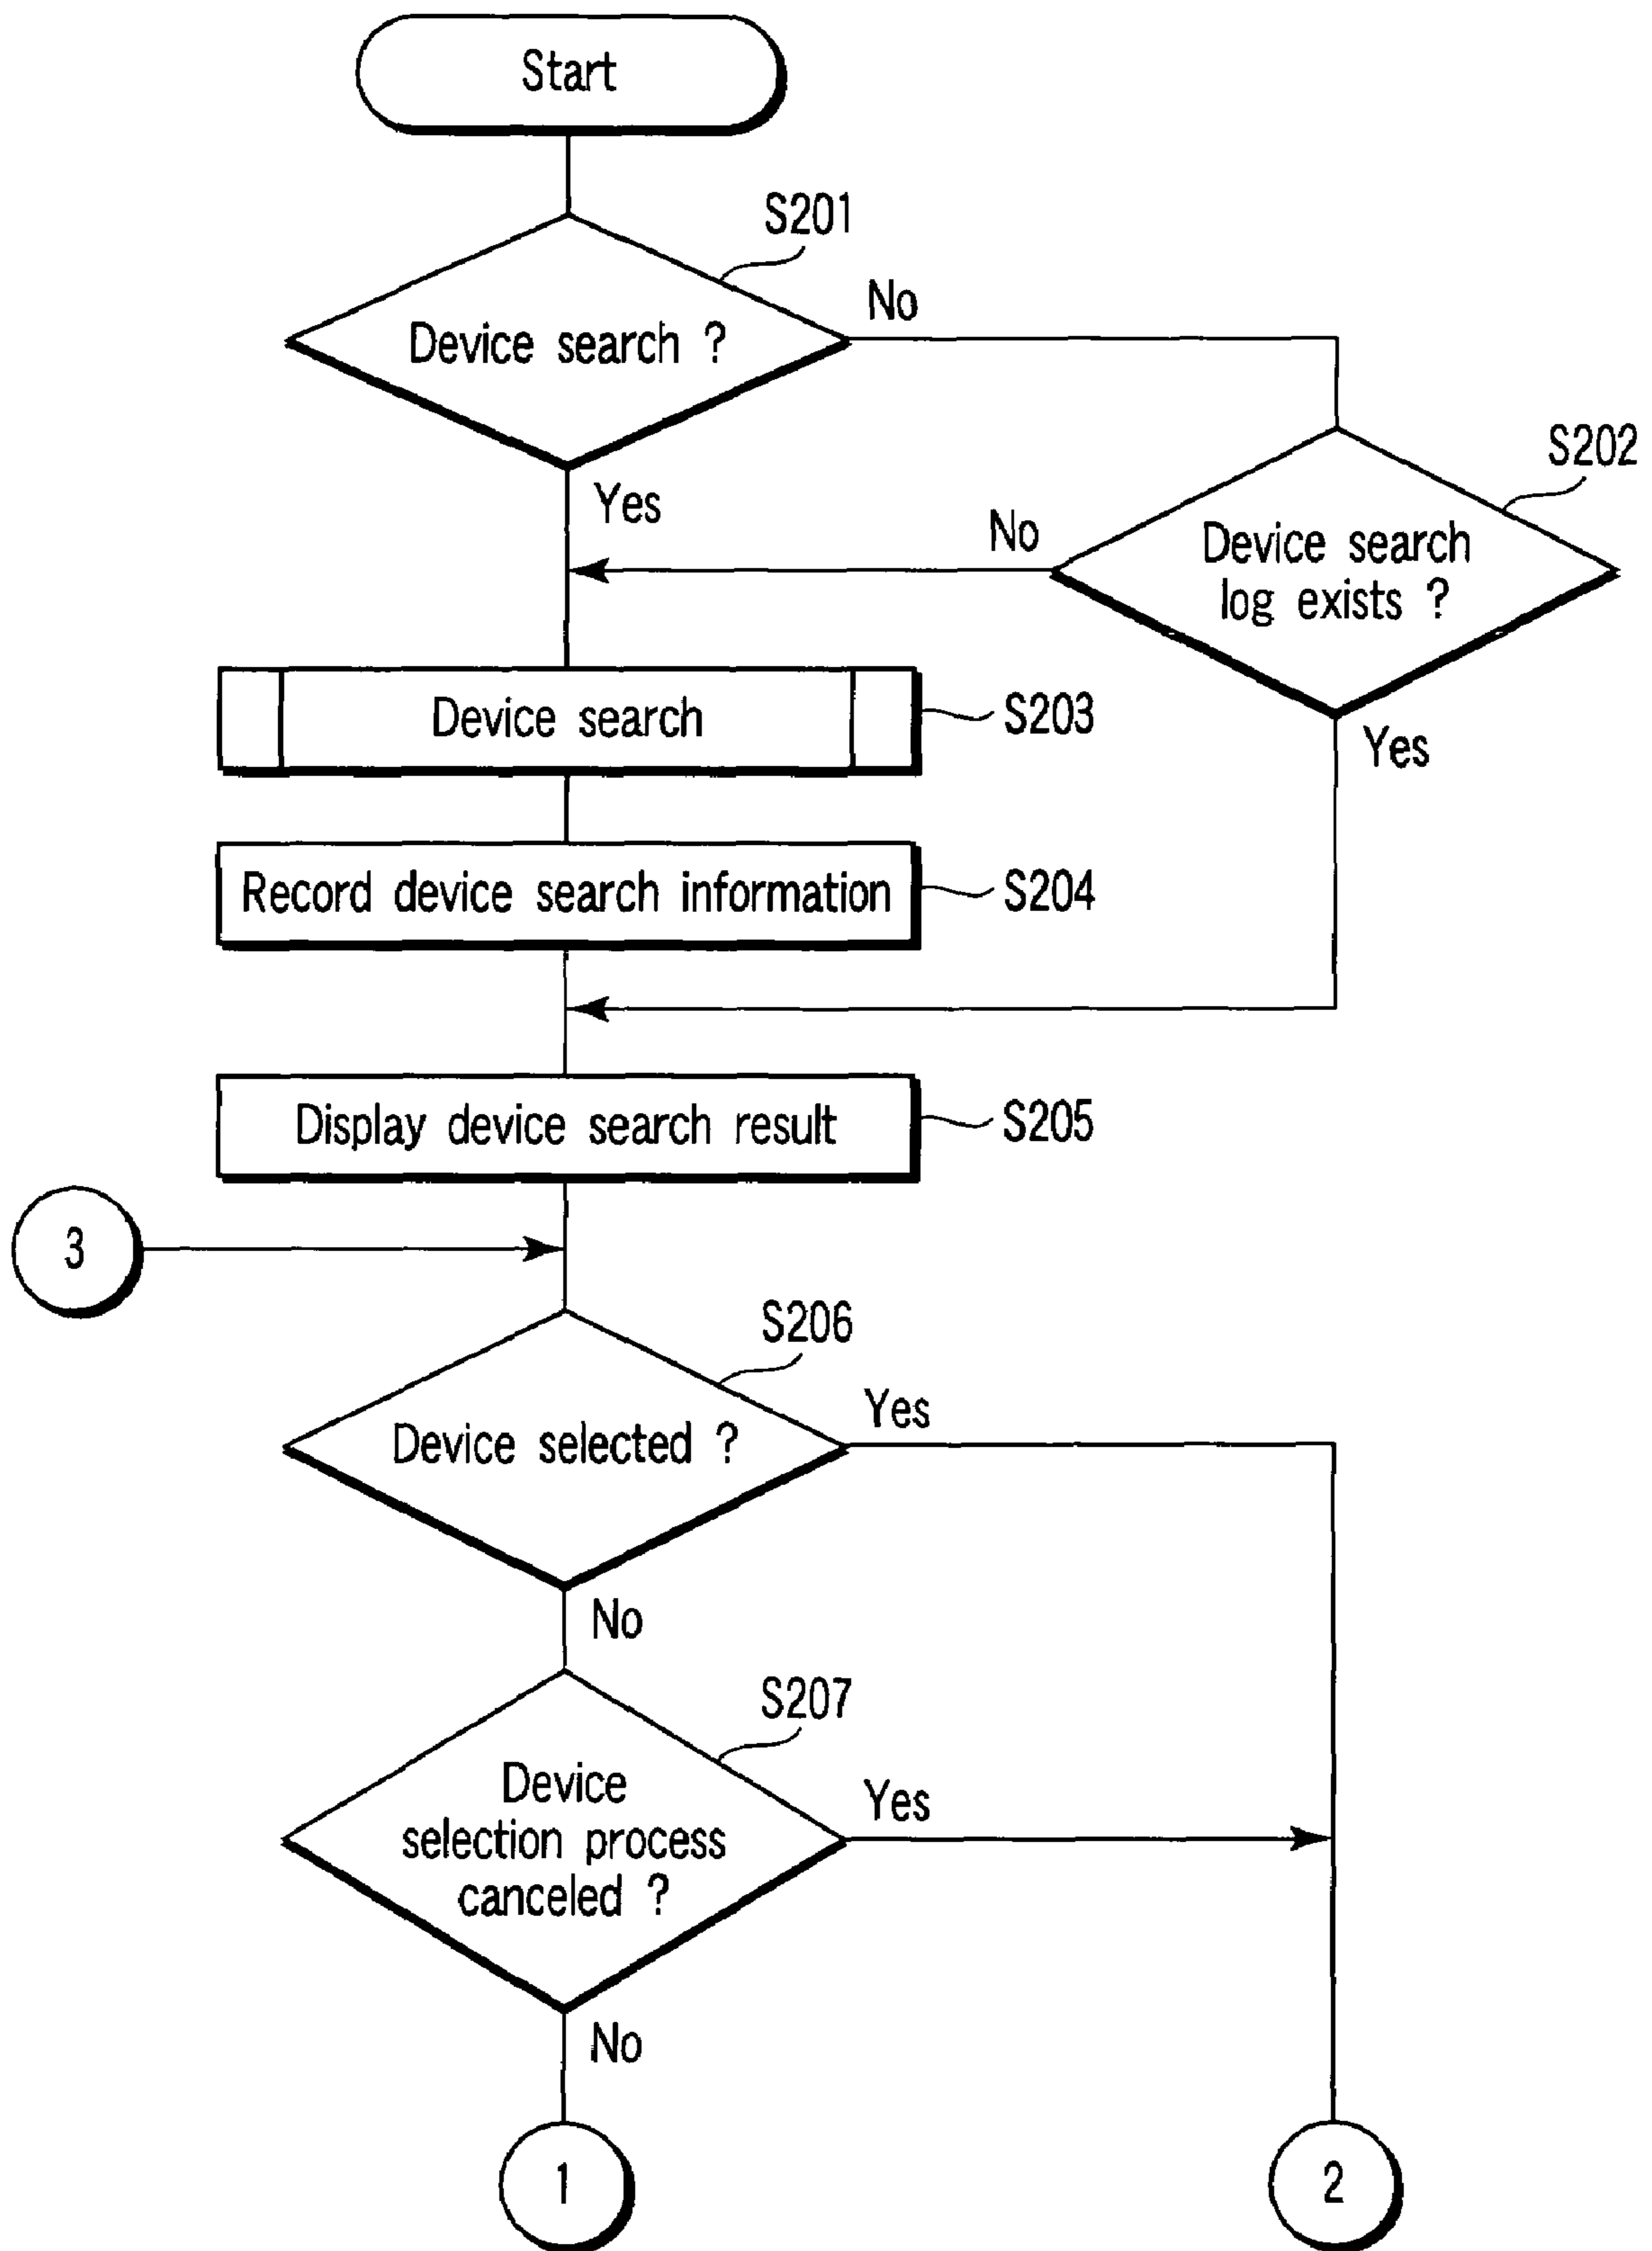 Start
S201
Device search ?
No
Yes
S202
Device search
log exists ?
No
Yes
Device search
S203
Record device search information
S204
Display device search result
S205
3
S206
Device selected ?
Yes
No
S207
Device
selection process
canceled ?
Yes
No
1
2